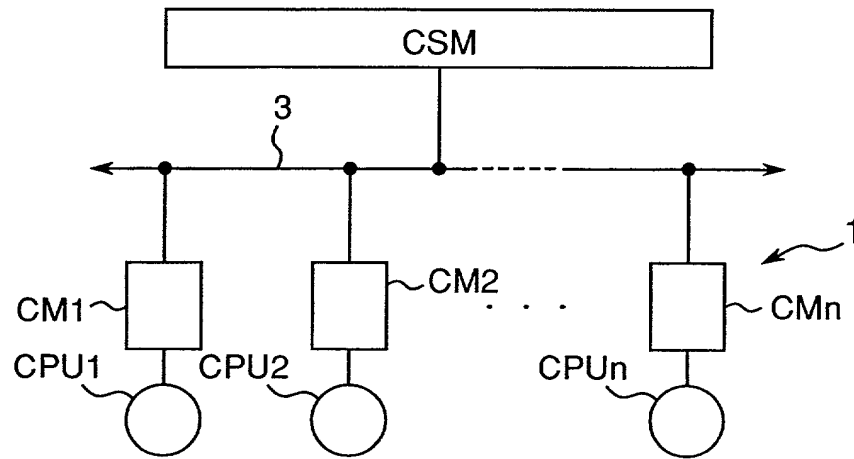 CSM
3
1
CM1
CM2
. . .
CMn
CPU1
CPU2
CPUn